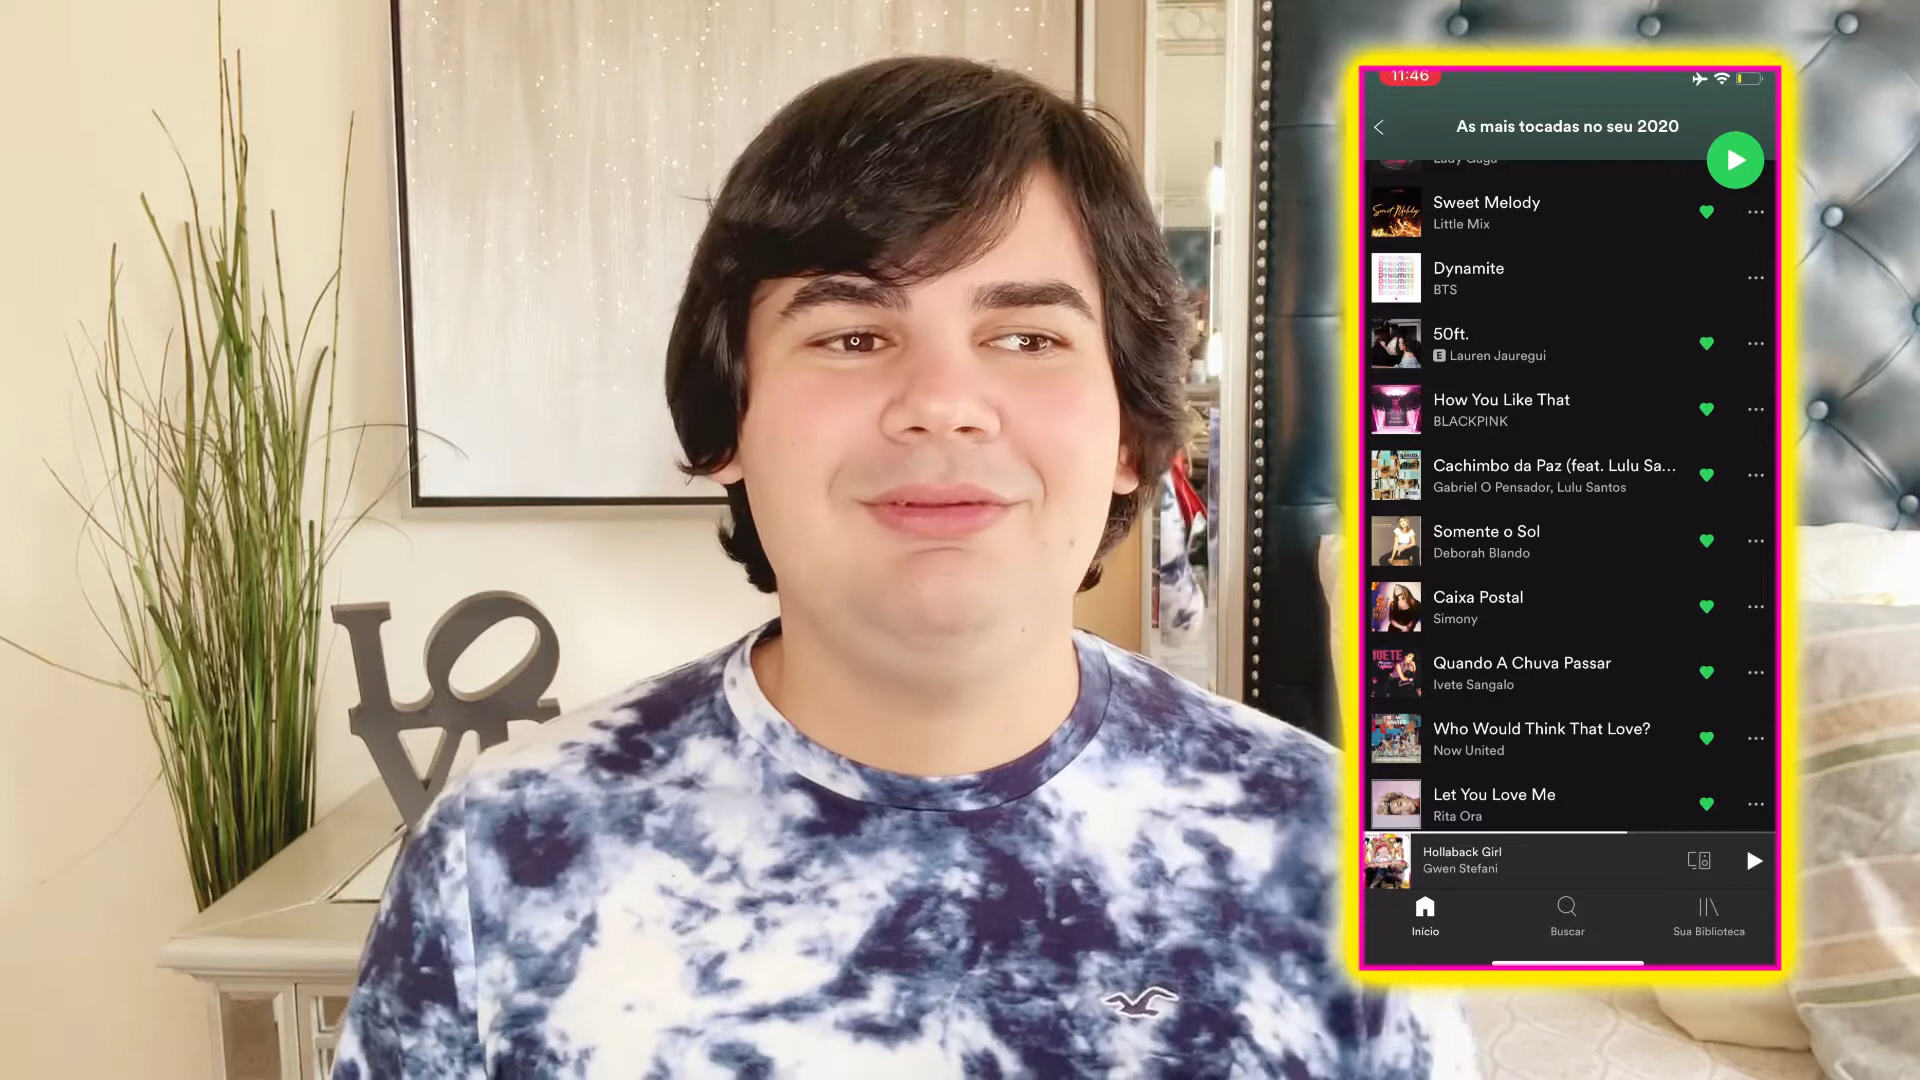 LOVE
11:46
As mais tocadas no seu 2020
Lady Gaga
Sweet Melody
Little Mix
Dynamite
BTS
50ft.
E Lauren Jauregui
How You Like That
BLACKPINK
Cachimbo da Paz (feat. Lulu Sa...
Gabriel O Pensador, Lulu Santos
Somente o Sol
Deborah Blando
Caixa Postal
Simony
Quando A Chuva Passar
Ivete Sangalo
Who Would Think That Love?
Now United
Let You Love Me
Rita Ora
Hollaback Girl
Gwen Stefani
Início
Buscar
Sua Biblioteca